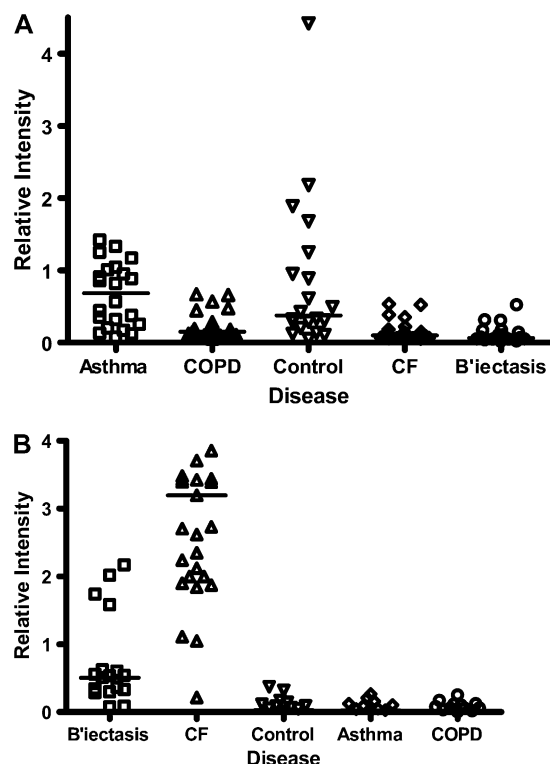 A
4
3
2
1
0
Relative Intensity
Asthma COPD Control CF B'iectasis
Disease
B
4
3
2
1
0
Relative Intensity
B'iectasis CF Control Asthma COPD
Disease